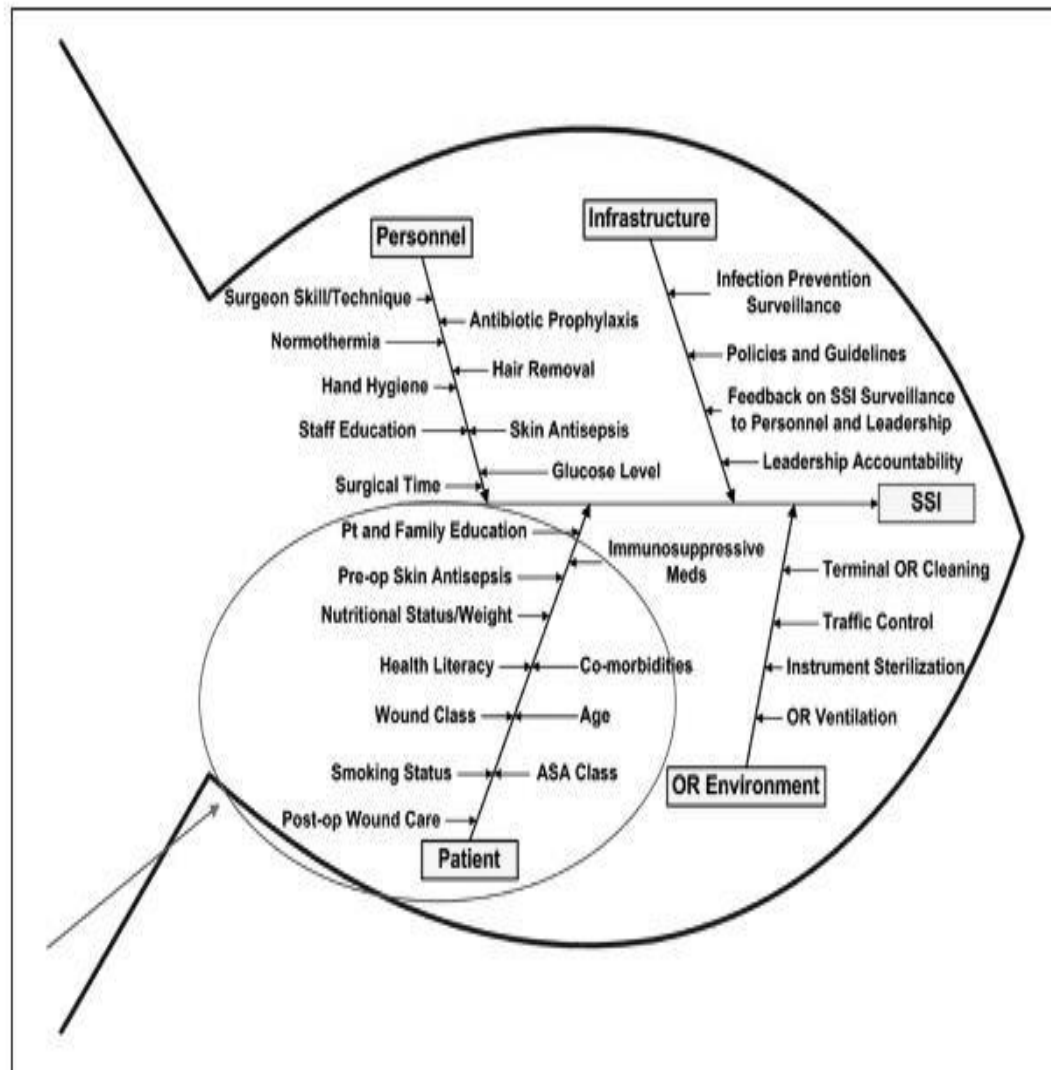 Personnel
Surgeon Skill/Technique
Antibiotic Prophylaxis
Normothermia
Hair Removal
Hand Hygiene
Staff Education
Skin Antisepsis
Glucose Level
Surgical Time
Infrastructure
Infection Prevention
Surveillance
Policies and Guidelines
Feedback on SSI Surveillance
to Personnel and Leadership
Leadership Accountability
SSI
Pt and Family Education
Immunosuppressive
Meds
Pre-op Skin Antisepsis
Nutritional Status/Weight
Health Literacy
Co-morbidities
Wound Class
Age
Smoking Status
ASA Class
Post-op Wound Care
Patient
Terminal OR Cleaning
Traffic Control
Instrument Sterilization
OR Ventilation
OR Environment